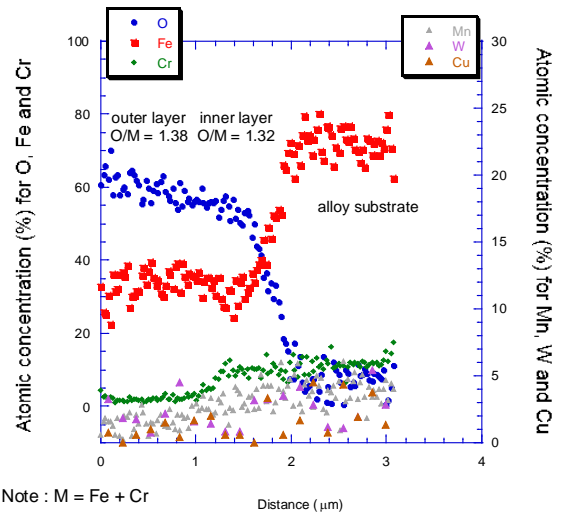 O
Fe
Cr
Mn
W
Cu
100
80
60
40
20
0
30
25
20
15
10
5
0
0
1
2
3
4
outer layer
O/M = 1.38
inner layer
O/M = 1.32
alloy substrate
Atomic concentration (%) for O, Fe and Cr
Atomic concentration (%) for Mn, W and Cu
Distance ( μm)
Note : M = Fe + Cr